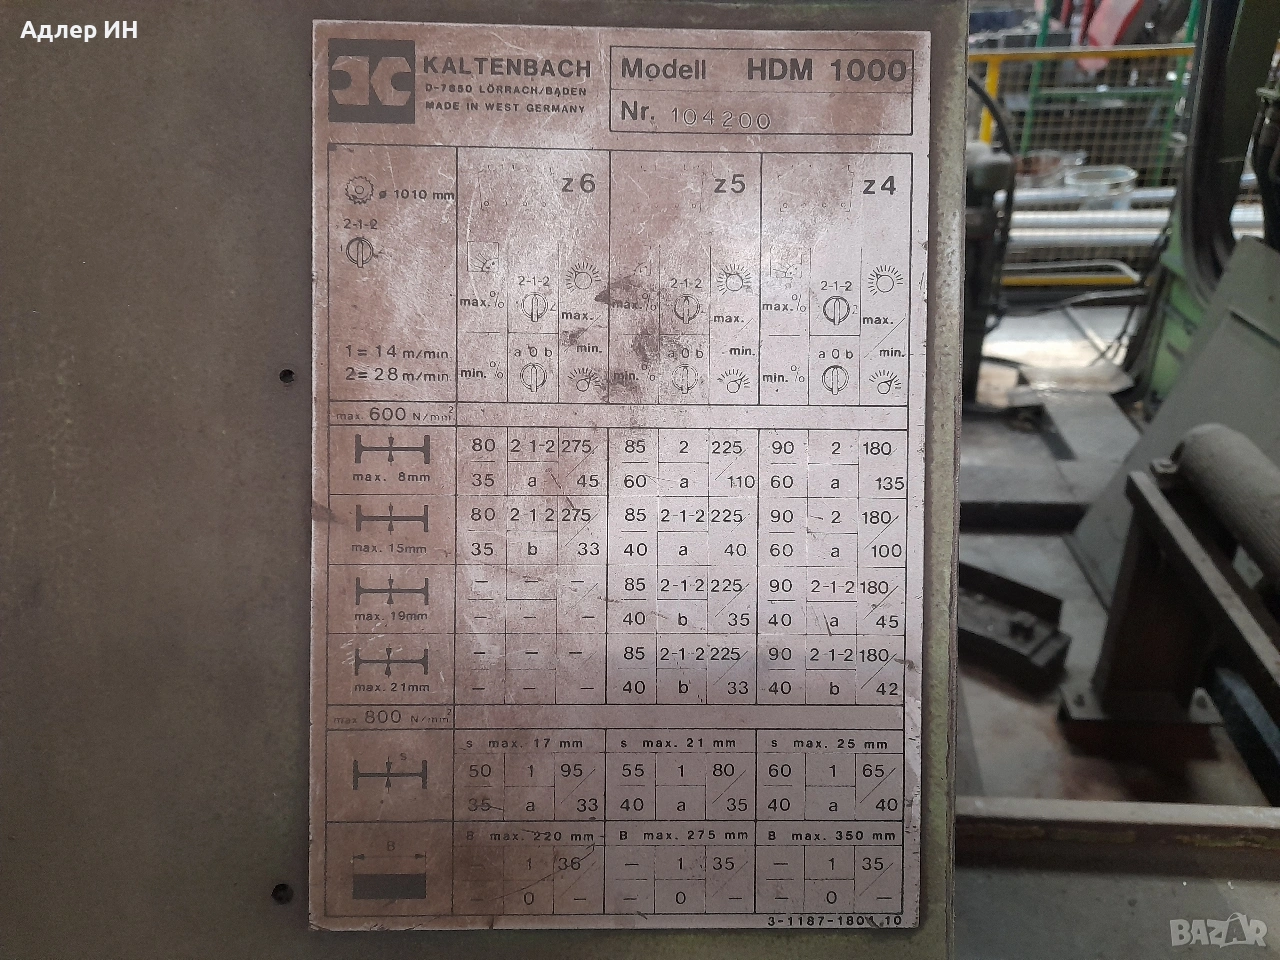 Адлер ИН
KALTENBACH
D-7850 LÖRRACH/BADEN
MADE IN WEST GERMANY
Modell HDM 1000
Nr. 104200
ø 1010 mm z6 z5 z4
2-1-2
2-1-2 2-1-2 2-1-2
max. % max. max. % max. max. % max.
1 = 14 m/min. a 0 b min. a 0 b min. a 0 b min.
2 = 28 m/min. min. % min. % min. %
max. 600 N/mm²
80 2-1-2 275 85 2 225 90 2 180
max. 8mm 35 a 45 60 a 110 60 a 135
80 2-1-2 275 85 2-1-2 225 90 2 180
max. 15mm 35 b 33 40 a 40 60 a 100
– – – 85 2-1-2 225 90 2-1-2 180
max. 19mm – – – 40 b 35 40 a 45
– – – 85 2-1-2 225 90 2-1-2 180
max. 21mm – – – 40 b 33 40 b 42
max. 800 N/mm²
s max. 17 mm s max. 21 mm s max. 25 mm
s 50 1 95 55 1 80 60 1 65
35 a 33 40 a 35 40 a 40
B max. 220 mm B max. 275 mm B max. 350 mm
B – 1 36 – 1 35 – 1 35
– 0 – – 0 – – 0 –
3-1187-1801.10
BAZAR